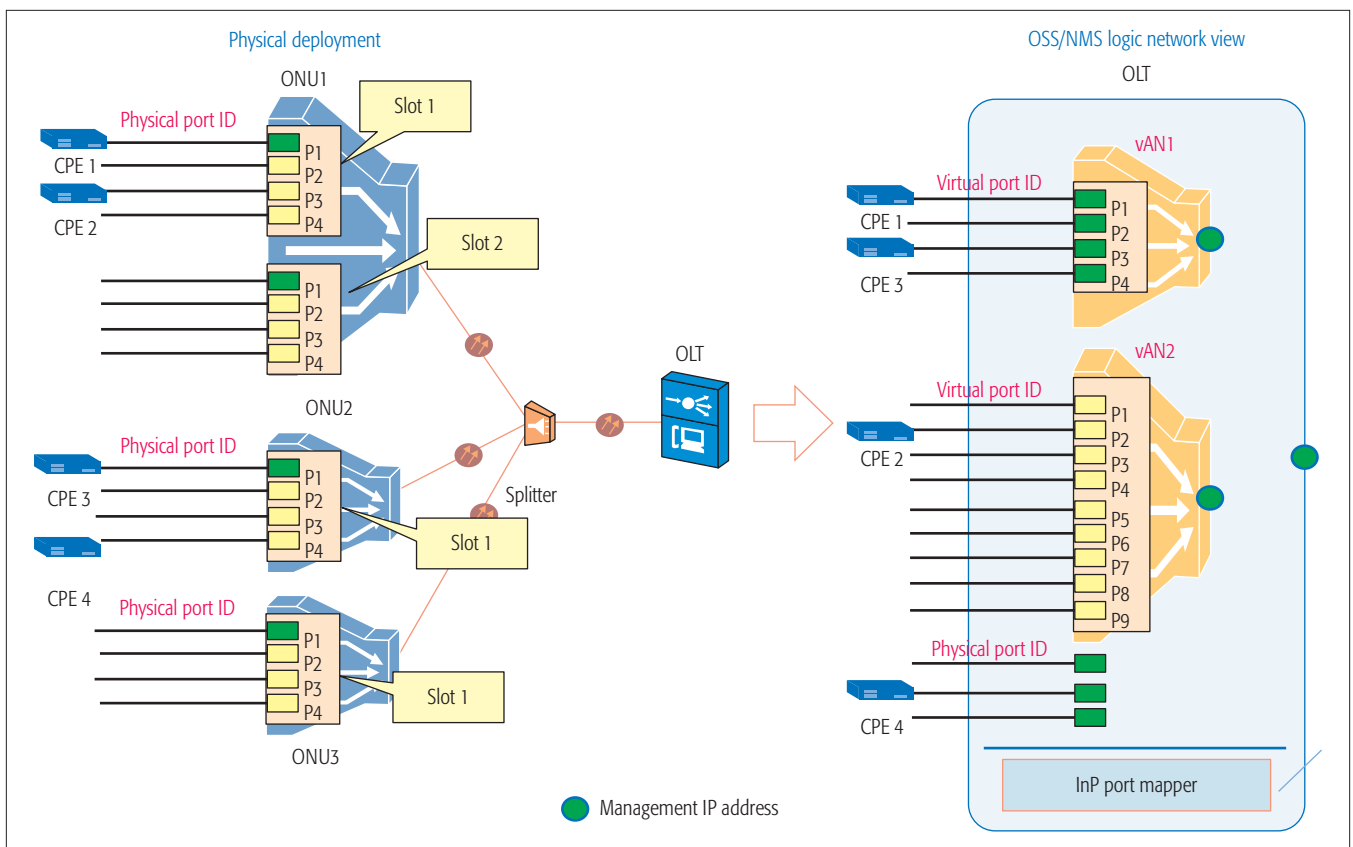 Physical deployment
ONU1
Slot 1
Physical port ID
P1
CPE 1
P2
P3
CPE 2
P4
Slot 2
P1
P2
P3
P4
ONU2
Physical port ID
P1
CPE 3
P2
P3
P4
Slot 1
CPE 4
Physical port ID
P1
P2
P3
P4
Slot 1
ONU3
Splitter
OLT
Management IP address
OSS/NMS logic network view
OLT
vAN1
Virtual port ID
P1
CPE 1
P2
P3
CPE 3
P4
vAN2
Virtual port ID
P1
P2
CPE 2
P3
P4
P5
P6
P7
P8
P9
Physical port ID
CPE 4
InP port mapper